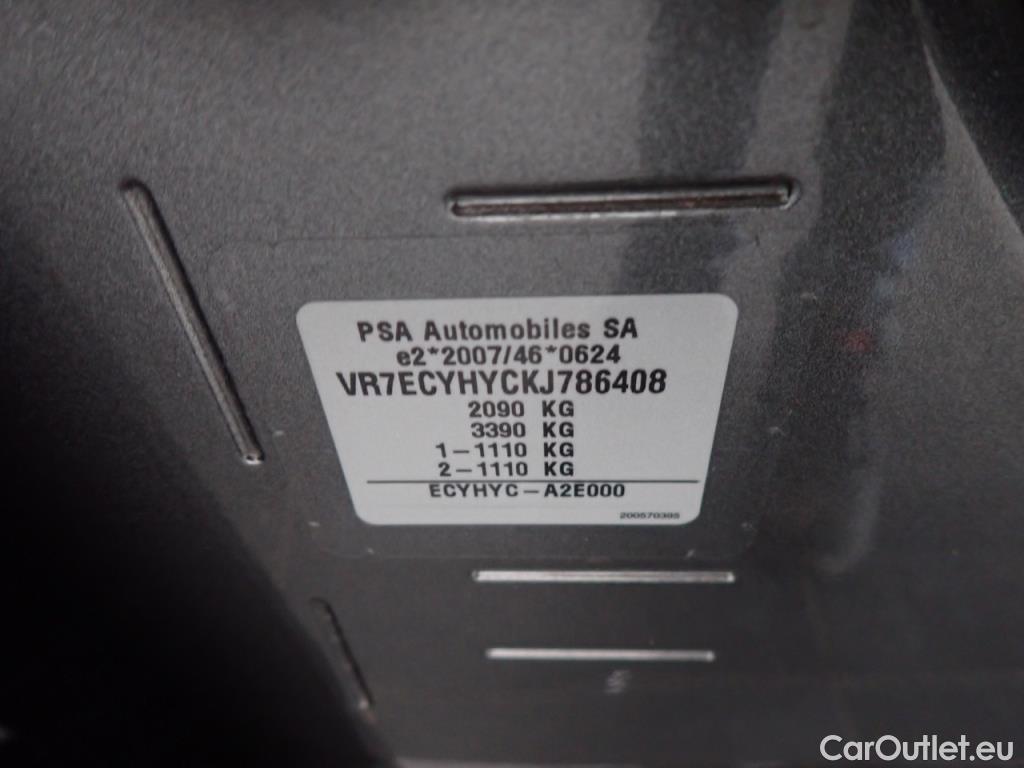 PSA Automobiles SA
e2*2007/46*0624
VR7ECYHYCKJ786408
2090 KG
3390 KG
1-1110 KG
2-1110 KG
ECYHYC-A2E000
200570385
CarOutlet.eu